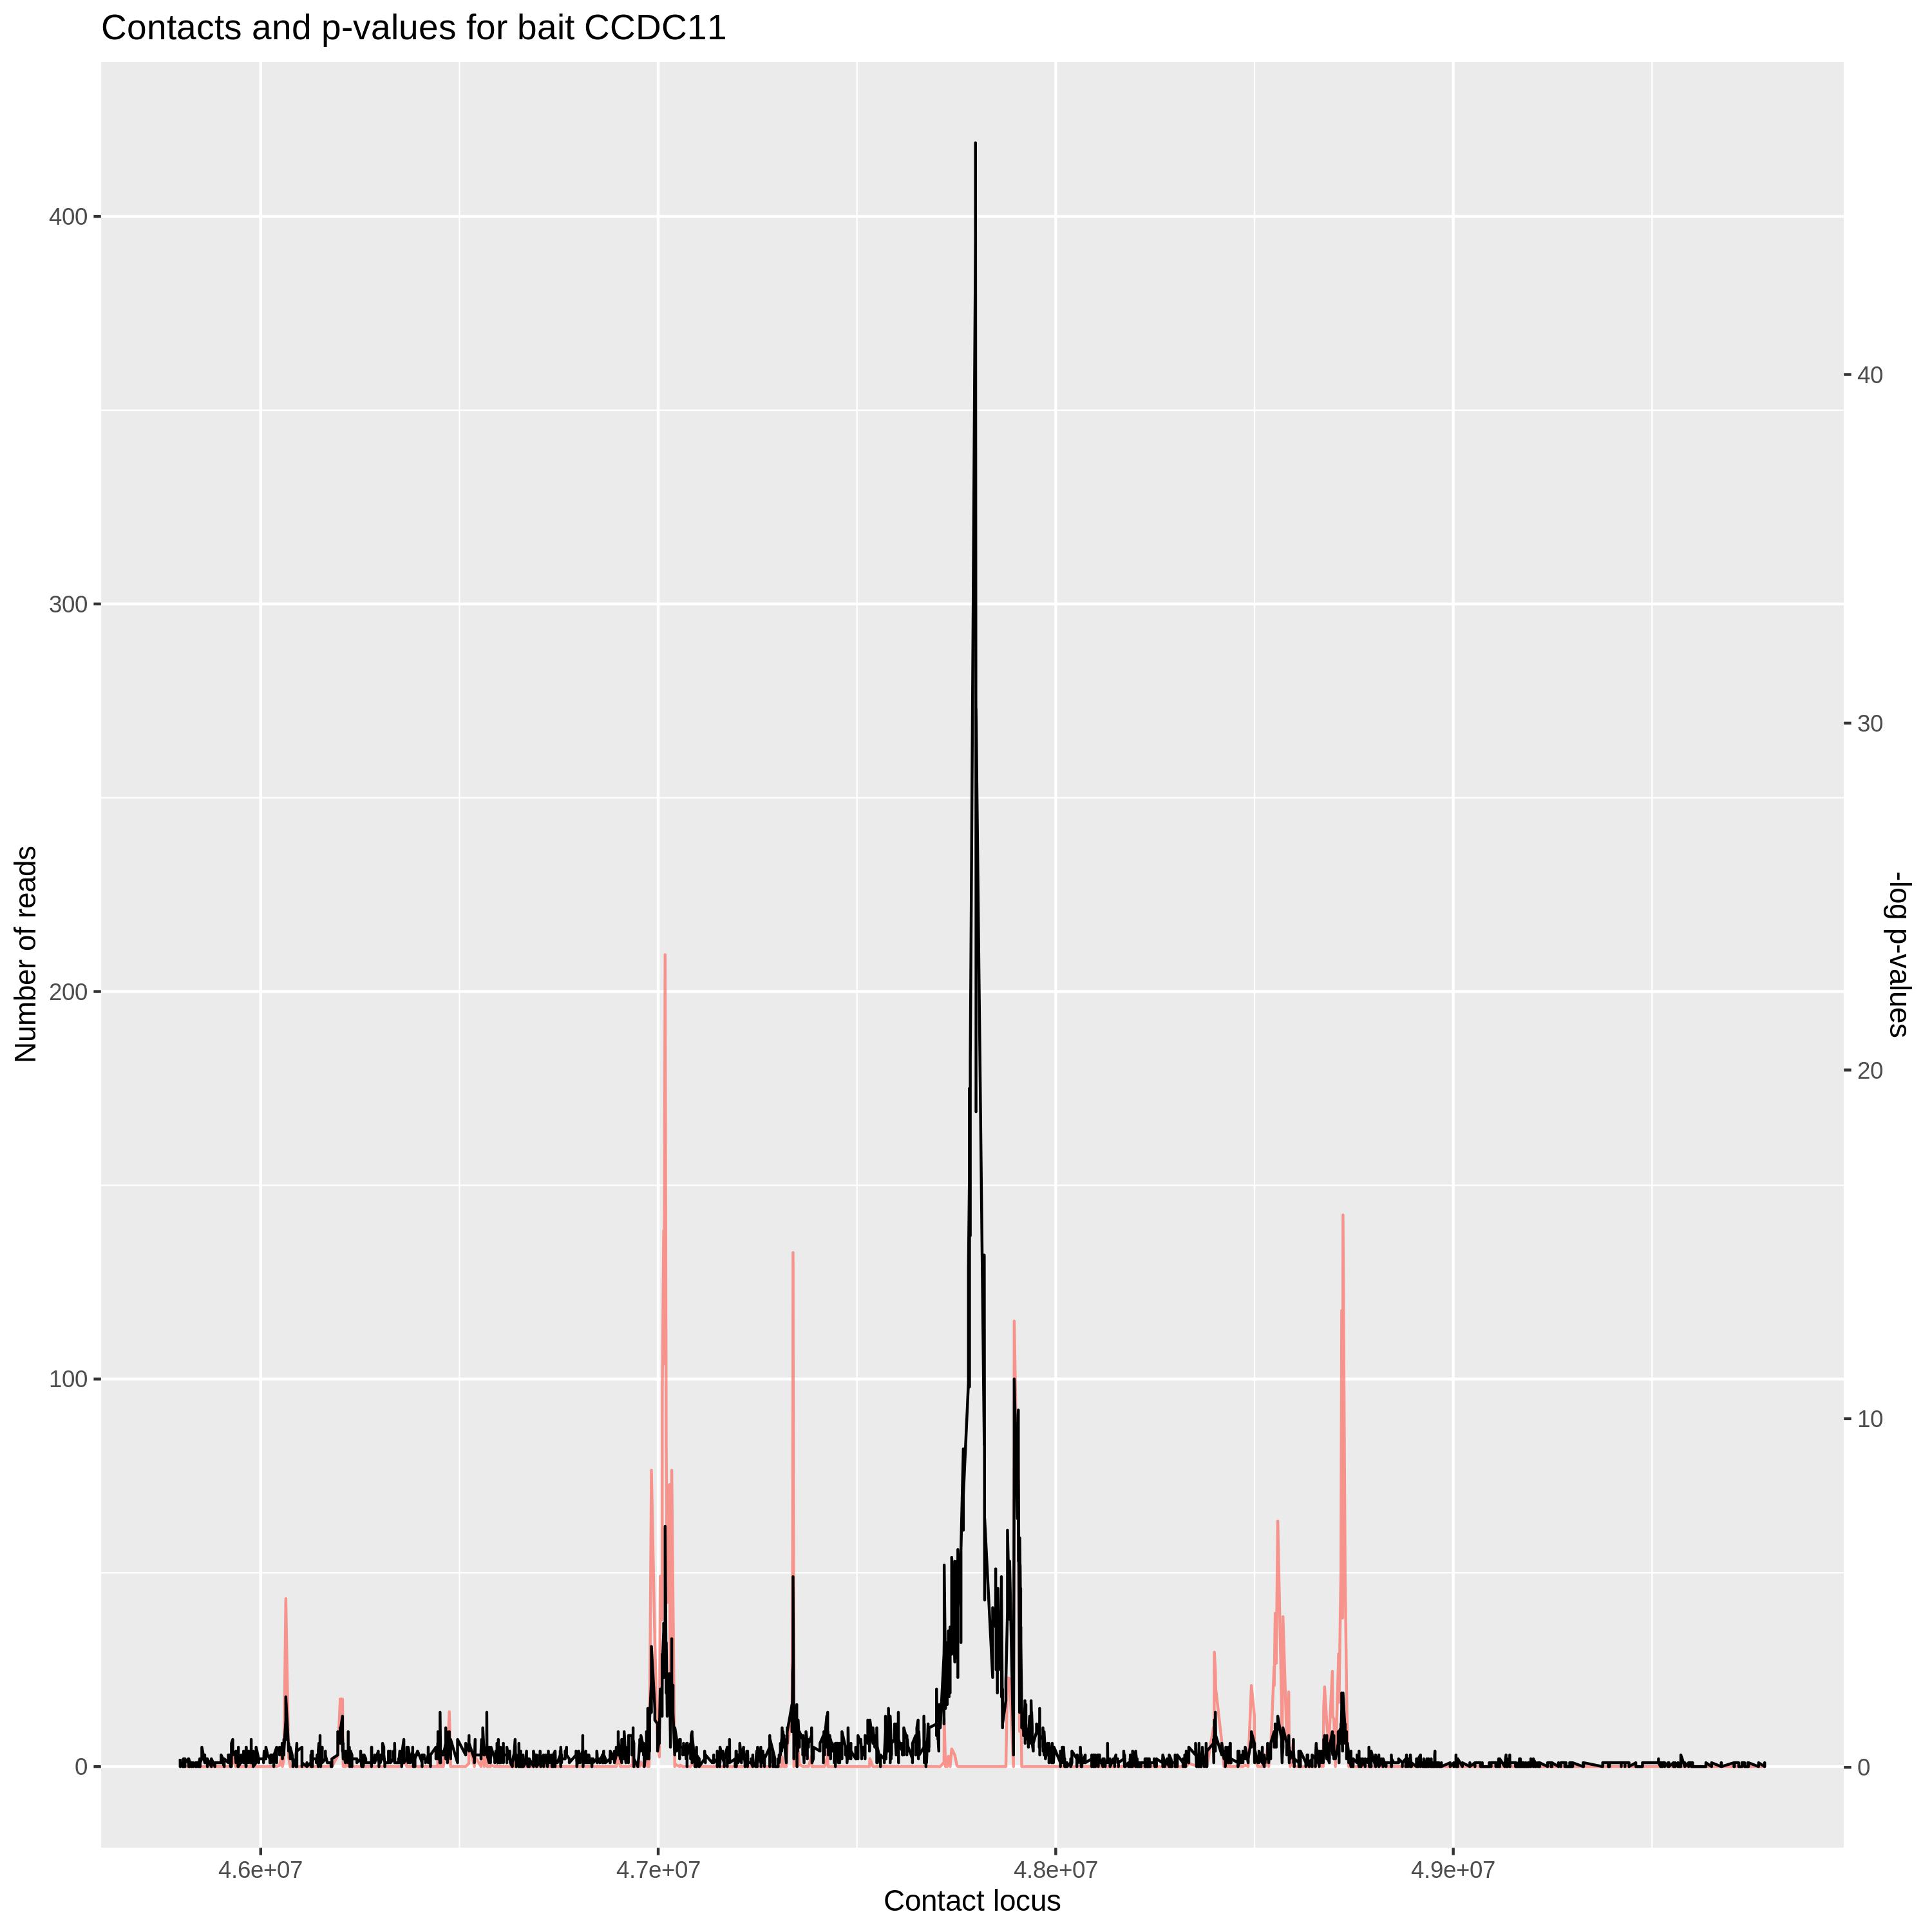 Contacts and p-values for bait CCDC11
400
300
200
100
0
Number of reads
40
30
20
10
0
-log p-values
4.6e+07
4.7e+07
4.8e+07
4.9e+07
Contact locus